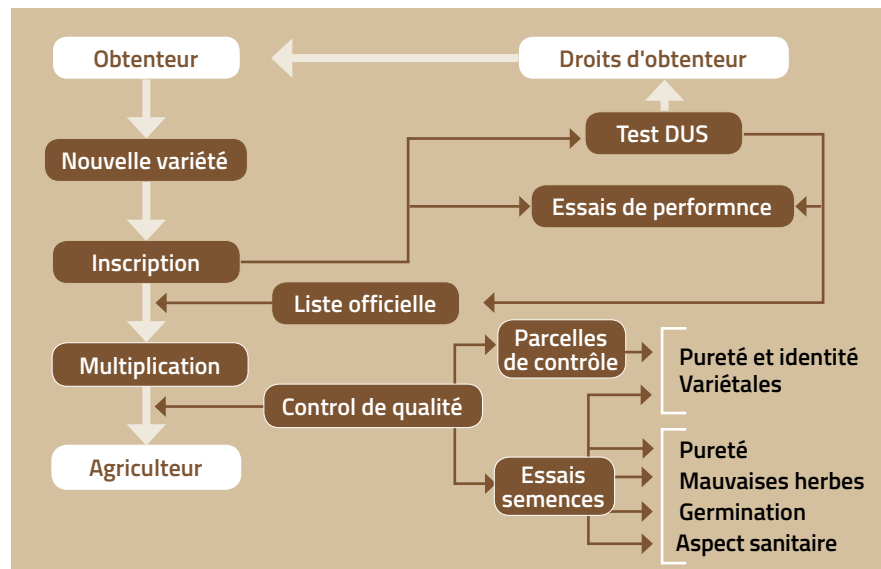 Obtenteur
Droits d'obtenteur
Test DUS
Nouvelle variété
Essais de performnce
Inscription
Liste officielle
Parcelles
de contrôle
Pureté et identité
Variétales
Multiplication
Control de qualité
Agriculteur
Essais
semences
Pureté
Mauvaises herbes
Germination
Aspect sanitaire